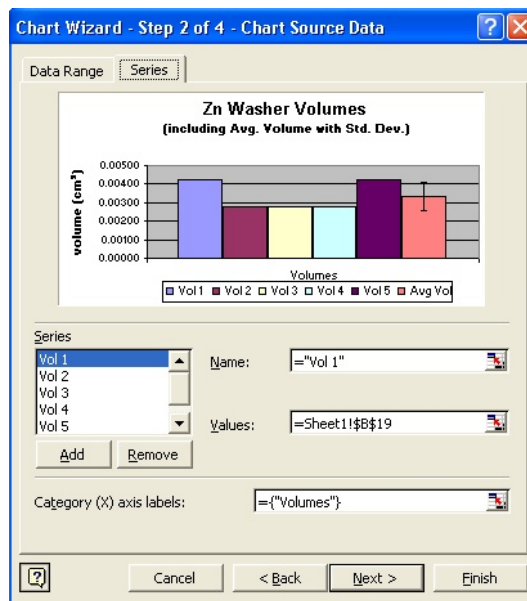 Chart Wizard - Step 2 of 4 - Chart Source Data
Data Range Series
Zn Washer Volumes
(including Avg. Volume with Std. Dev.)
volume (cm³)
0.00500
0.00400
0.00300
0.00200
0.00100
0.00000
Volumes
Vol 1 Vol 2 Vol 3 Vol 4 Vol 5 Avg Vol
Series
Vol 1
Vol 2
Vol 3
Vol 4
Vol 5
Name: ="Vol 1"
Values: =Sheet1!$B$19
Add Remove
Category (X) axis labels: ={"Volumes"}
? Cancel < Back Next > Finish